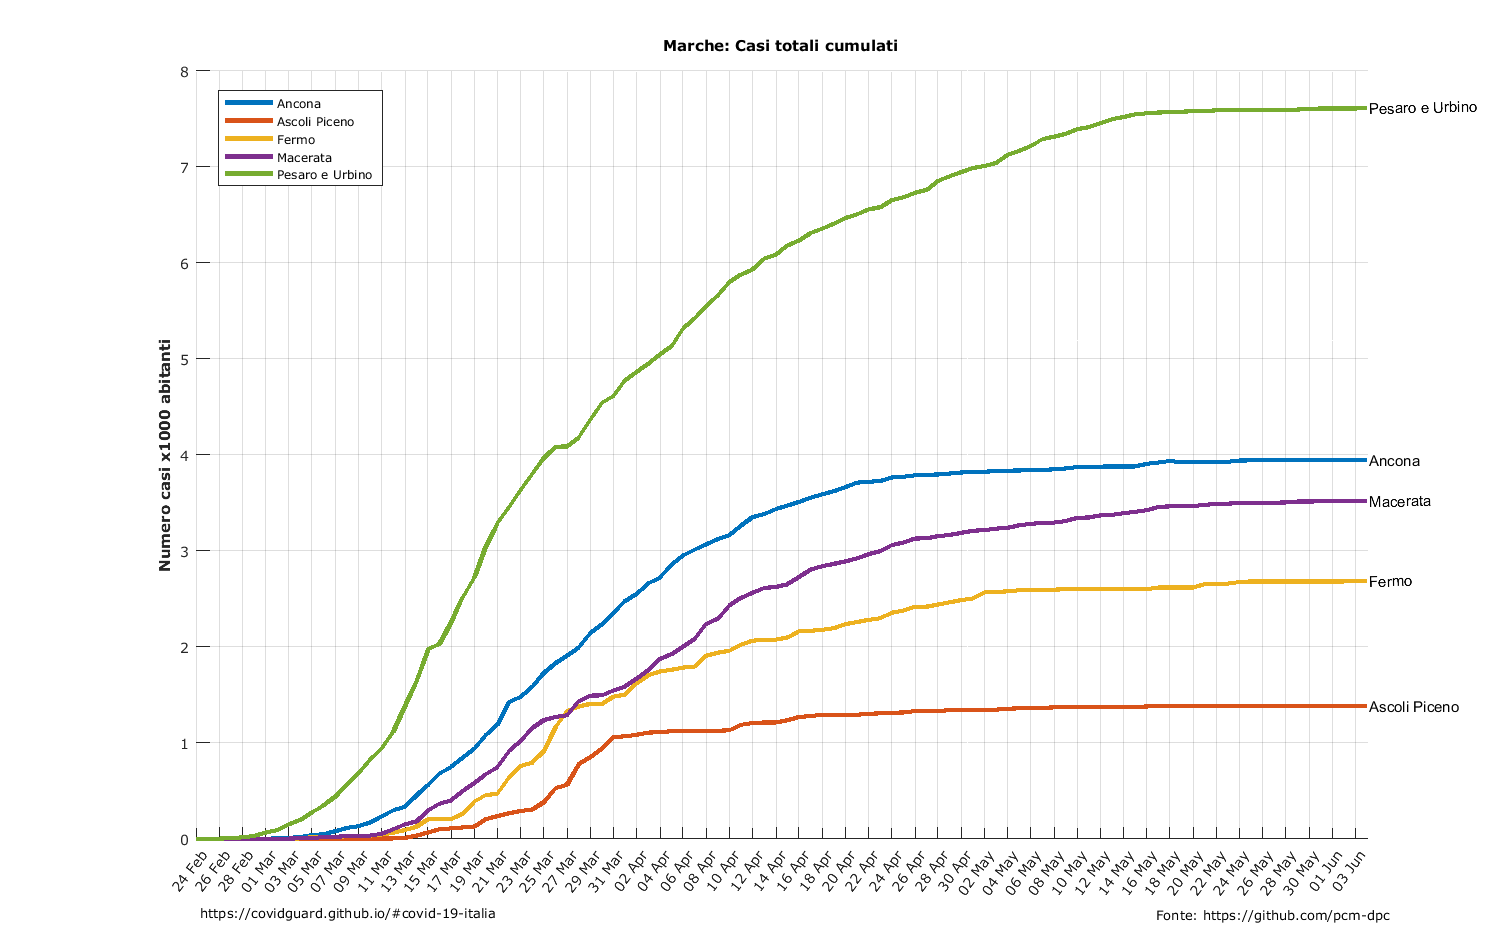 Marche: Casi totali cumulati
8
7
6
5
4
3
2
1
0
Numero casi x1000 abitanti
Ancona
Ascoli Piceno
Fermo
Macerata
Pesaro e Urbino
Pesaro e Urbino
Ancona
Macerata
Fermo
Ascoli Piceno
24 Feb
26 Feb
28 Feb
01 Mar
03 Mar
05 Mar
07 Mar
09 Mar
11 Mar
13 Mar
15 Mar
17 Mar
19 Mar
21 Mar
23 Mar
25 Mar
27 Mar
29 Mar
31 Mar
02 Apr
04 Apr
06 Apr
08 Apr
10 Apr
12 Apr
14 Apr
16 Apr
18 Apr
20 Apr
22 Apr
24 Apr
26 Apr
28 Apr
30 Apr
02 May
04 May
06 May
08 May
10 May
12 May
14 May
16 May
18 May
20 May
22 May
24 May
26 May
28 May
30 May
01 Jun
03 Jun
https://covidguard.github.io/#covid-19-italia
Fonte: https://github.com/pcm-dpc